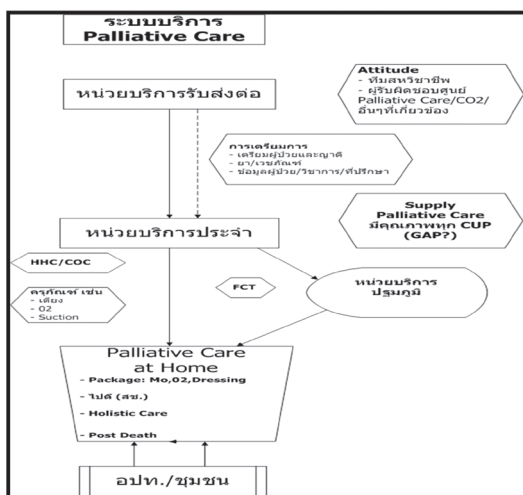 ระบบบริการ
Palliative Care
หน่วยบริการรับส่งต่อ
Attitude
- ทีมสหวิชาชีพ
- ผู้รับผิดชอบศูนย์
Palliative Care/CO2/
อื่นๆที่เกี่ยวข้อง
การเตรียมการ
- เตรียมผู้ป่วยและญาติ
- ยา/เวชภัณฑ์
- ข้อมูลผู้ป่วย/วิชาการ/ที่ปรึกษา
หน่วยบริการประจำ
Supply
Palliative Care
มีคุณภาพทุก CUP
(GAP?)
HHC/COC
ครุภัณฑ์ เช่น
- เตียง
- 02
- Suction
FCT
หน่วยบริการ
ปฐมภูมิ
Palliative Care
at Home
- Package: Mo,02,Dressing
- ไปดี (สช.)
- Holistic Care
- Post Death
อปท./ชุมชน